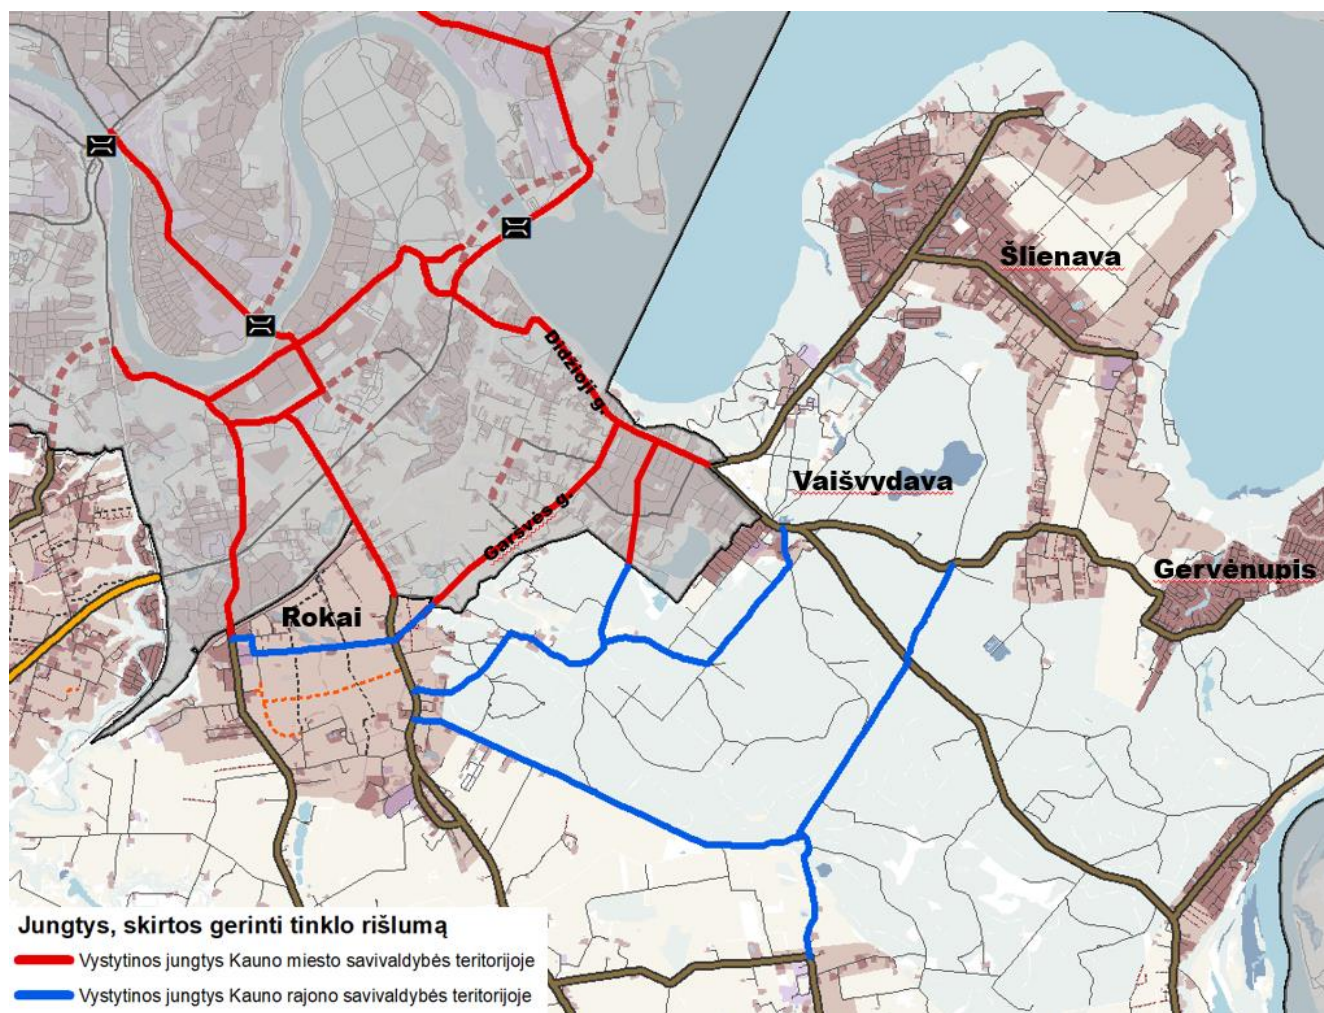 Šlienava
Didžioji g.
Vaišvydava
Garšvės g.
Gervėnupis
Rokai
Jungtys, skirtos gerinti tinklo rišlumą
Vystytinos jungtys Kauno miesto savivaldybės teritorijoje
Vystytinos jungtys Kauno rajono savivaldybės teritorijoje